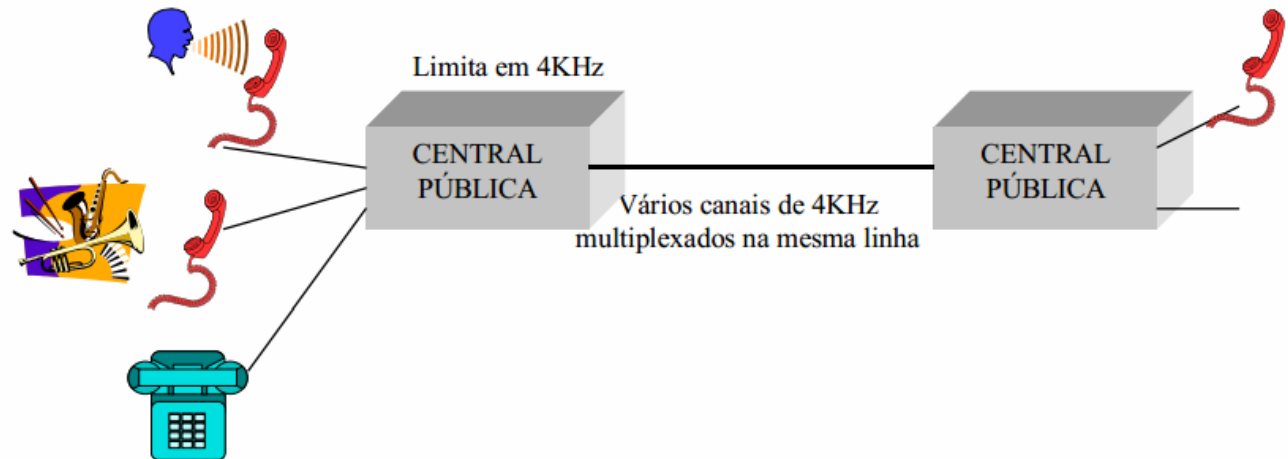 Limita em 4KHz
CENTRAL
PÚBLICA
CENTRAL
PÚBLICA
Vários canais de 4KHz
multiplexados na mesma linha